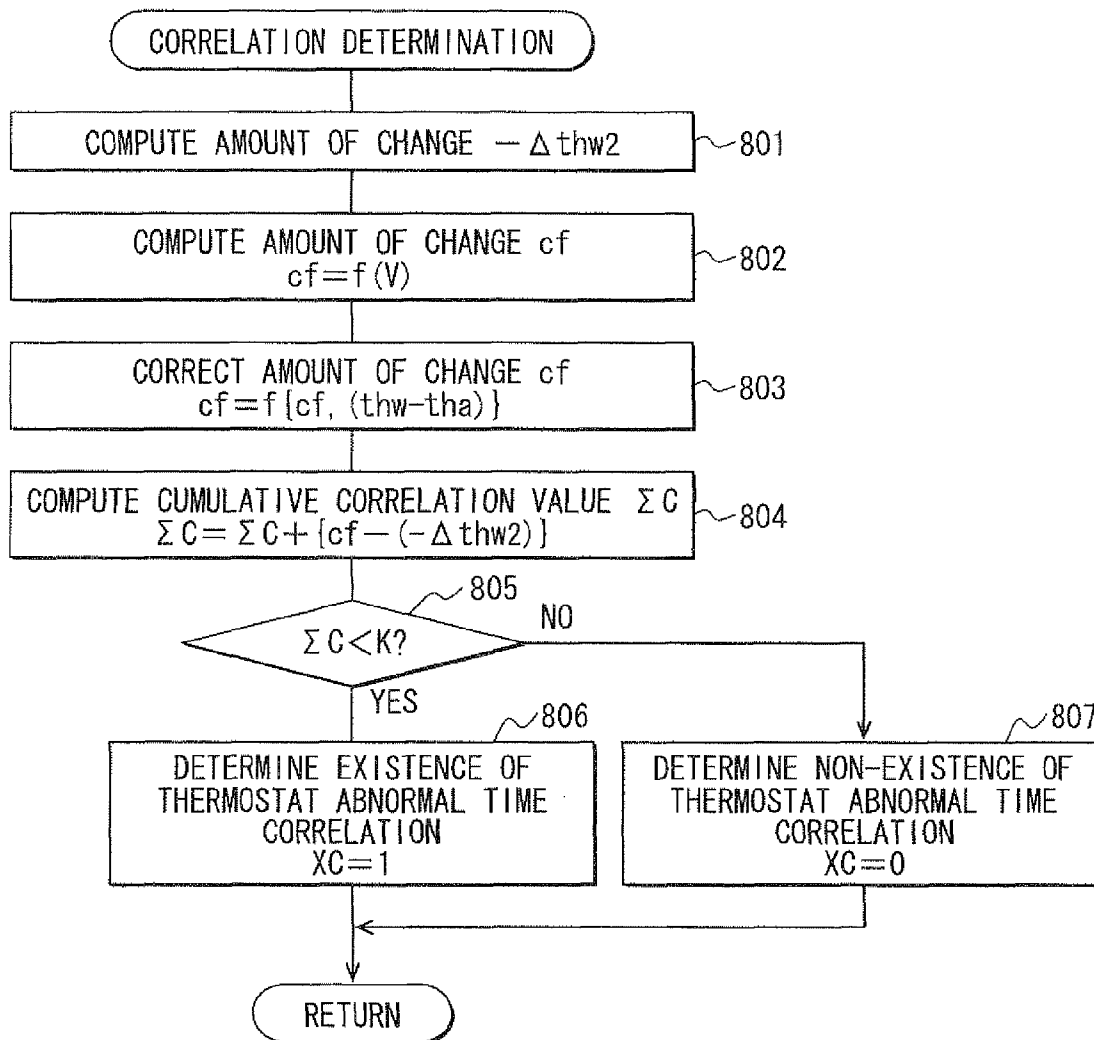 CORRELATION DETERMINATION
COMPUTE AMOUNT OF CHANGE －Δthw2
801
COMPUTE AMOUNT OF CHANGE cf
cf=f(V)
802
CORRECT AMOUNT OF CHANGE cf
cf=f{cf, (thw-tha)}
803
COMPUTE CUMULATIVE CORRELATION VALUE ΣC
ΣC=ΣC+{cf-(-Δthw2)}
804
805
ΣC<K?
NO
YES
806
DETERMINE EXISTENCE OF
THERMOSTAT ABNORMAL TIME
CORRELATION
XC=1
807
DETERMINE NON-EXISTENCE OF
THERMOSTAT ABNORMAL TIME
CORRELATION
XC=0
RETURN